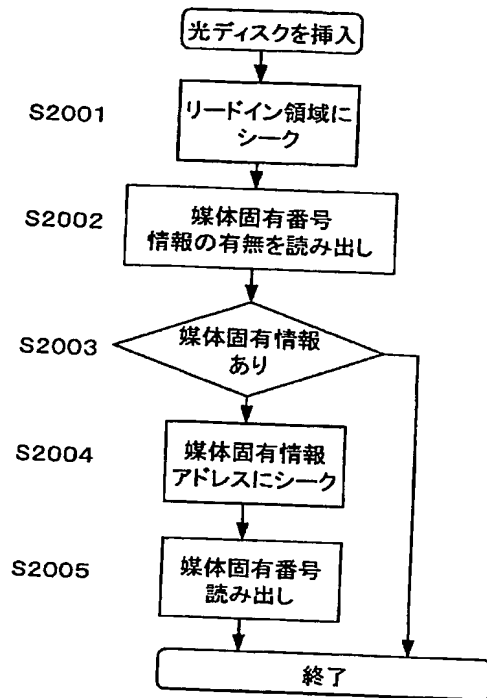 光ディスクを挿入
S2001
リードイン領域に
シーク
S2002
媒体固有番号
情報の有無を読み出し
S2003
媒体固有情報
あり
S2004
媒体固有情報
アドレスにシーク
S2005
媒体固有番号
読み出し
終了